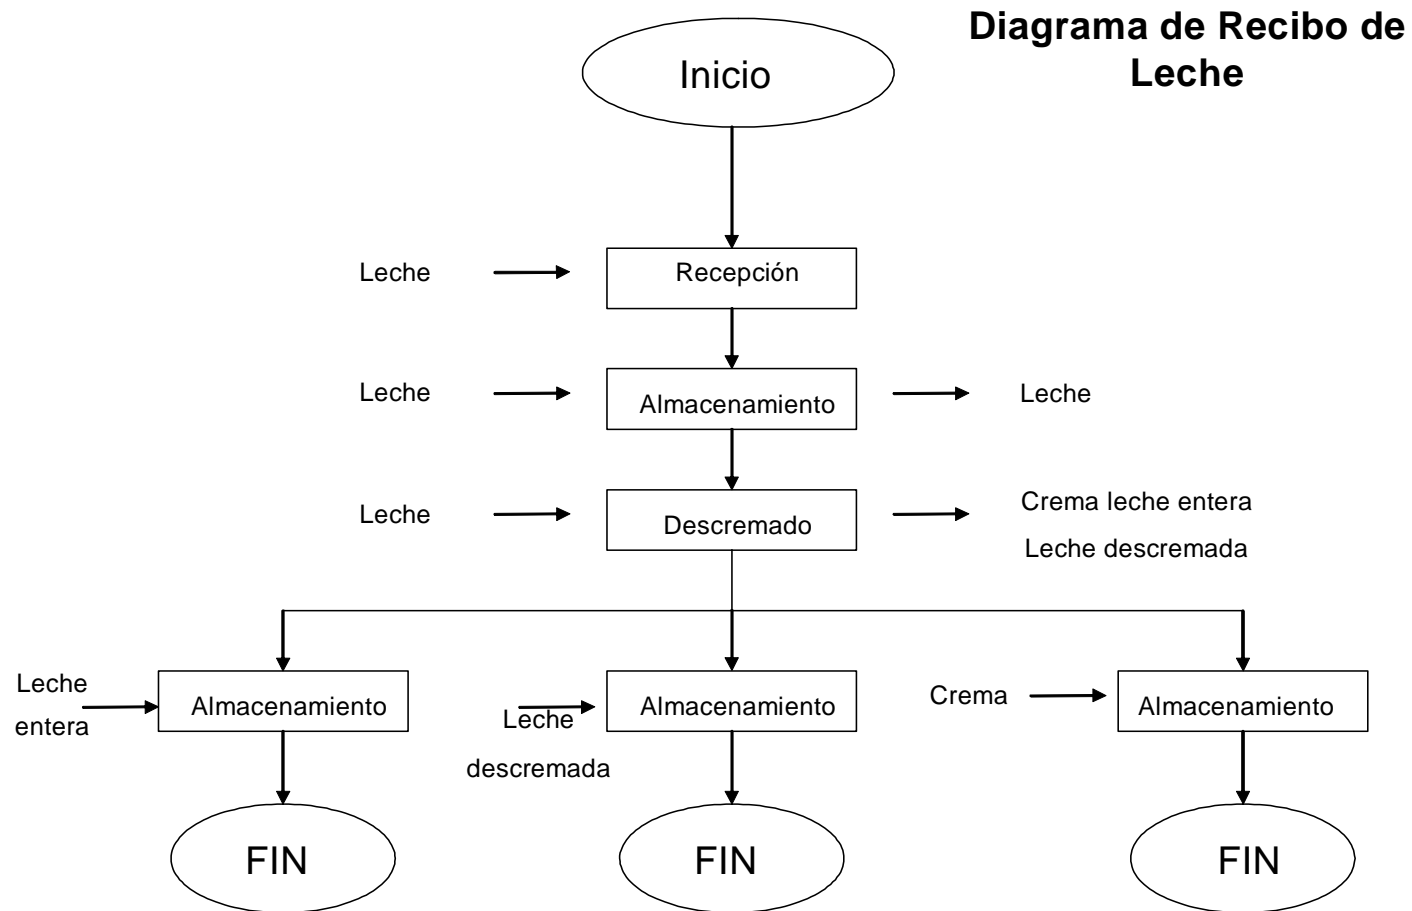 Diagrama de Recibo de
Leche
Inicio
Leche
Recepción
Leche
Almacenamiento
Leche
Leche
Descremado
Crema leche entera
Leche descremada
Leche
entera
Almacenamiento
Leche
descremada
Almacenamiento
Crema
Almacenamiento
FIN
FIN
FIN